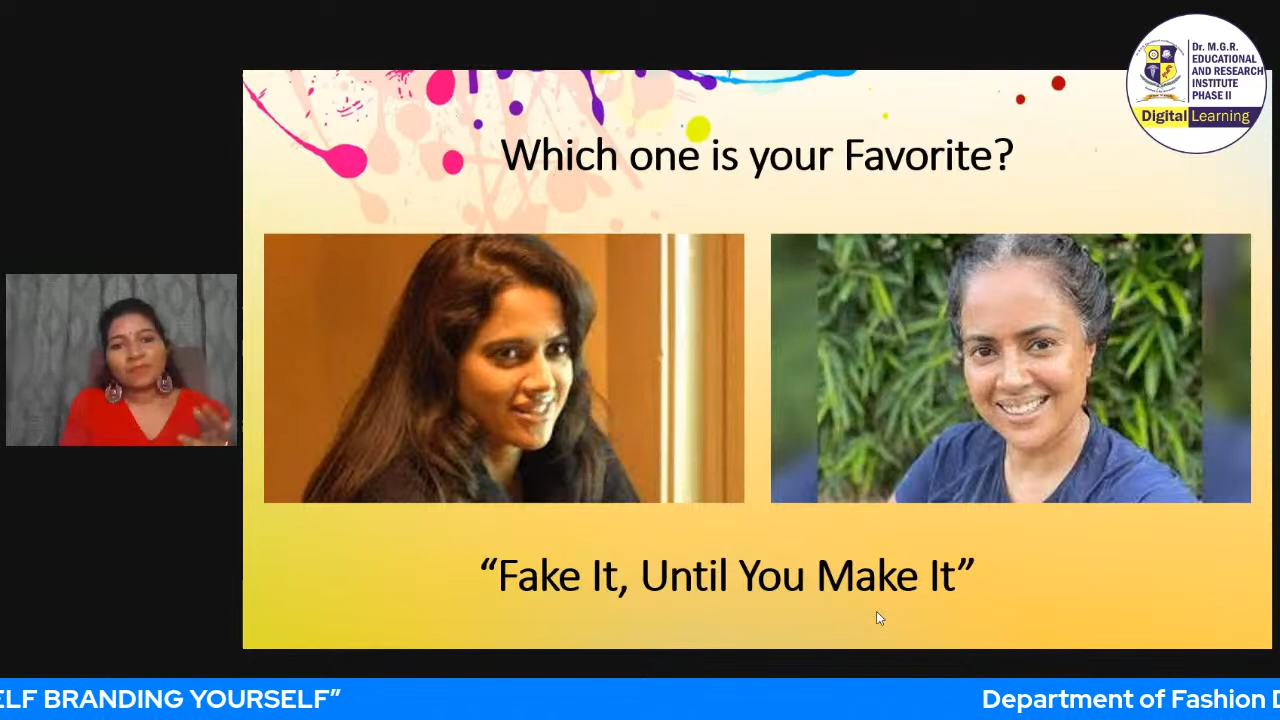 Dr. M.G.R.
EDUCATIONAL
AND RESEARCH
INSTITUTE
PHASE II
Digital Learning
Which one is your Favorite?
“Fake It, Until You Make It”
ELF BRANDING YOURSELF”
Department of Fashion D